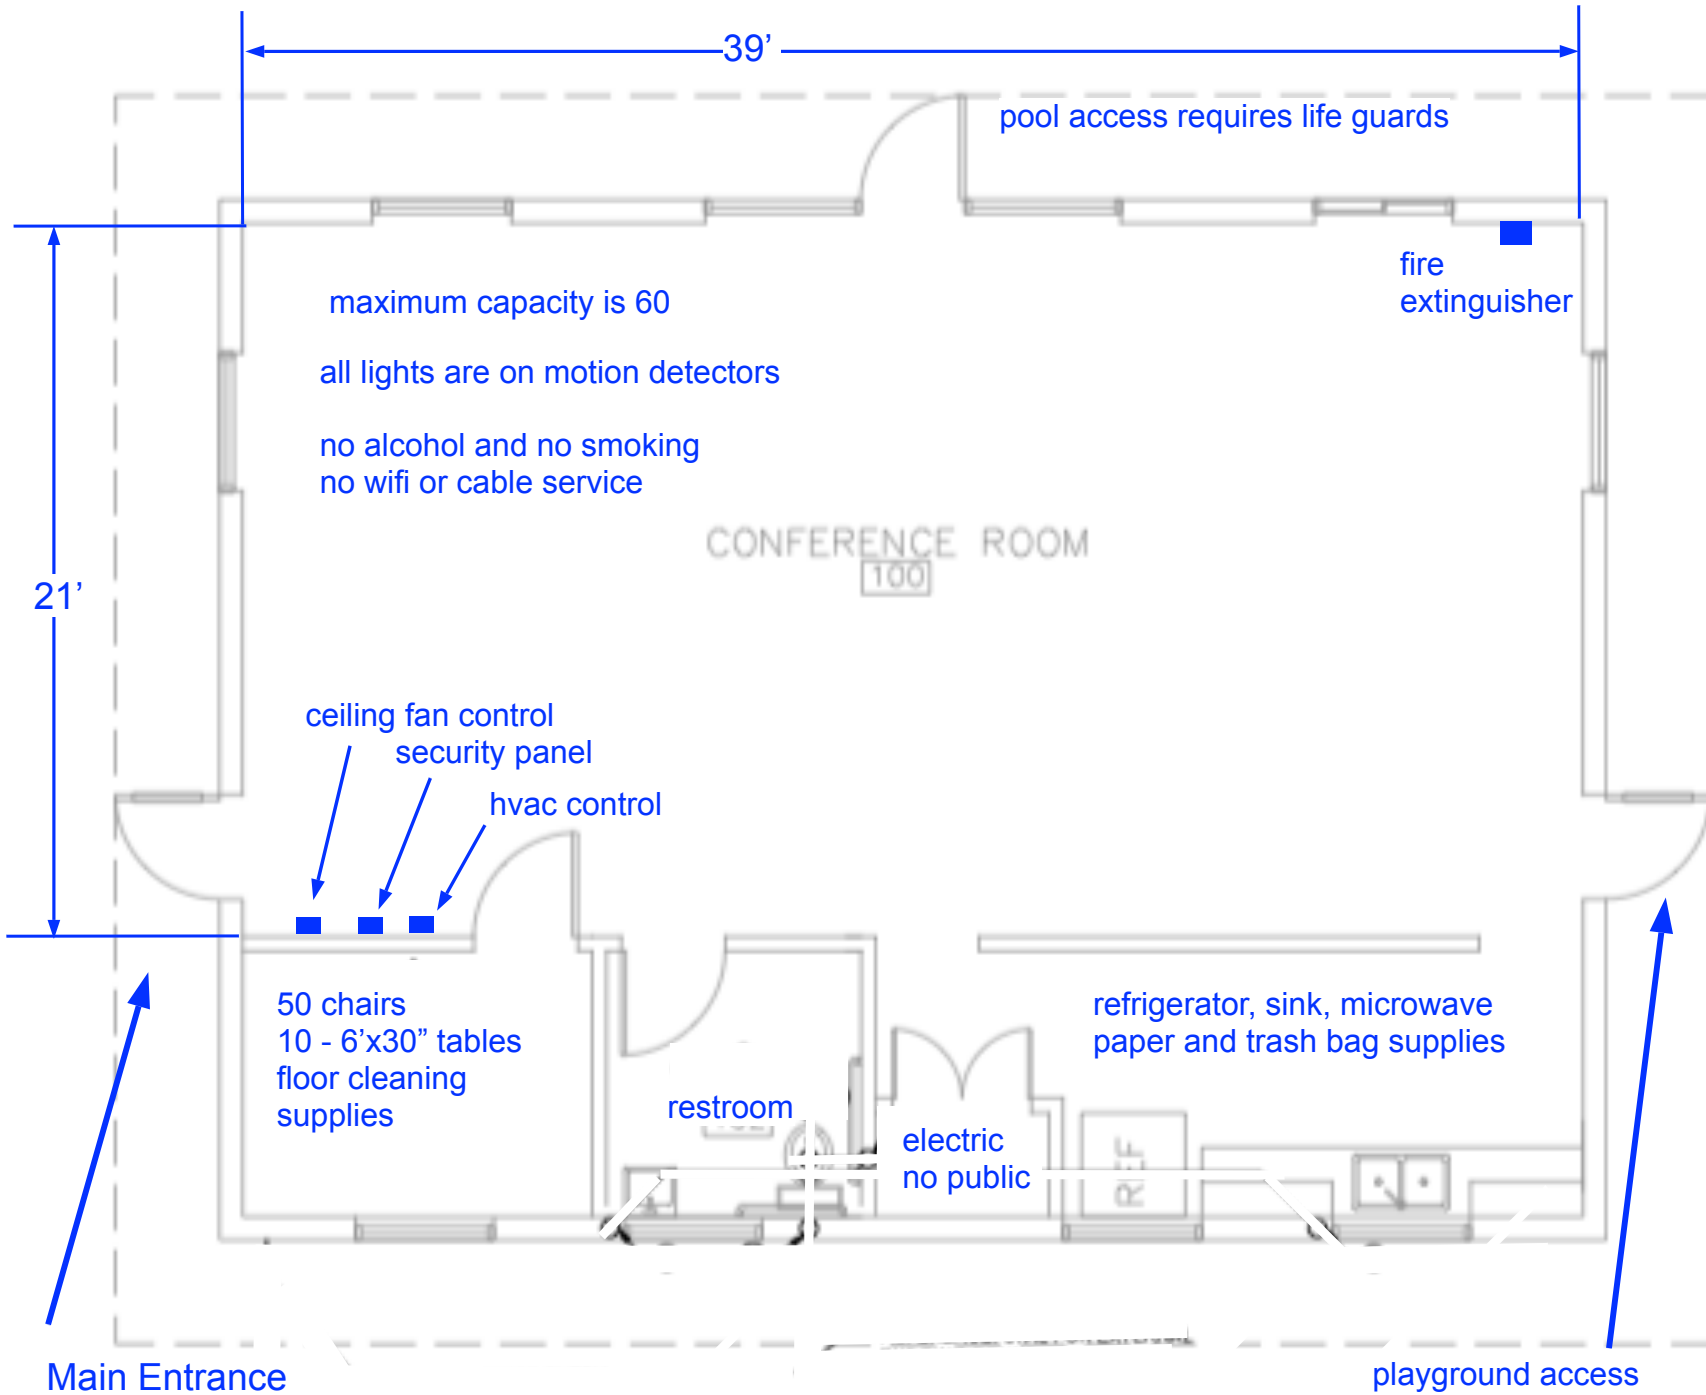 39’
pool access requires life guards
fire
extinguisher
maximum capacity is 60
all lights are on motion detectors
no alcohol and no smoking
no wifi or cable service
CONFERENCE ROOM
100
21’
ceiling fan control
security panel
hvac control
50 chairs
10 - 6’x30” tables
floor cleaning
supplies
refrigerator, sink, microwave
paper and trash bag supplies
restroom
electric
no public
REF
Main Entrance
playground access